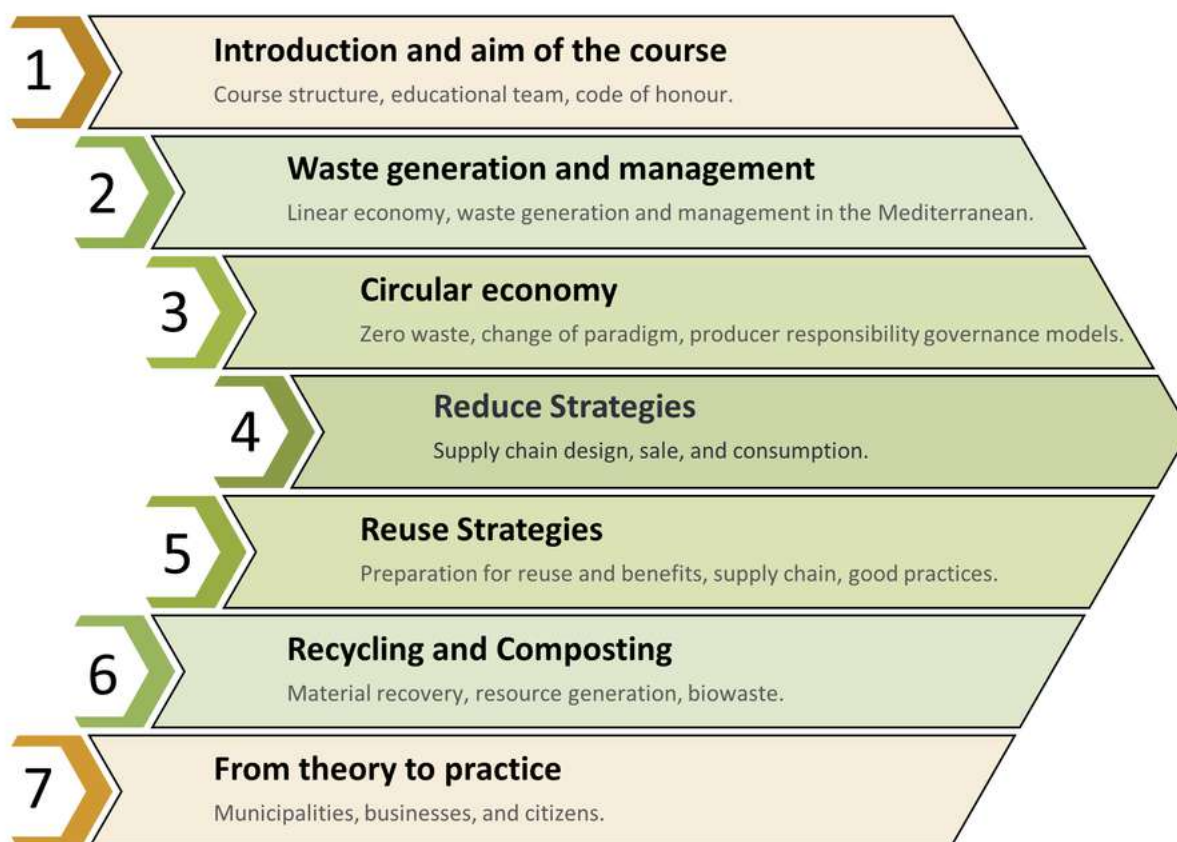 1
Introduction and aim of the course
Course structure, educational team, code of honour.
2
Waste generation and management
Linear economy, waste generation and management in the Mediterranean.
3
Circular economy
Zero waste, change of paradigm, producer responsibility governance models.
4
Reduce Strategies
Supply chain design, sale, and consumption.
5
Reuse Strategies
Preparation for reuse and benefits, supply chain, good practices.
6
Recycling and Composting
Material recovery, resource generation, biowaste.
7
From theory to practice
Municipalities, businesses, and citizens.